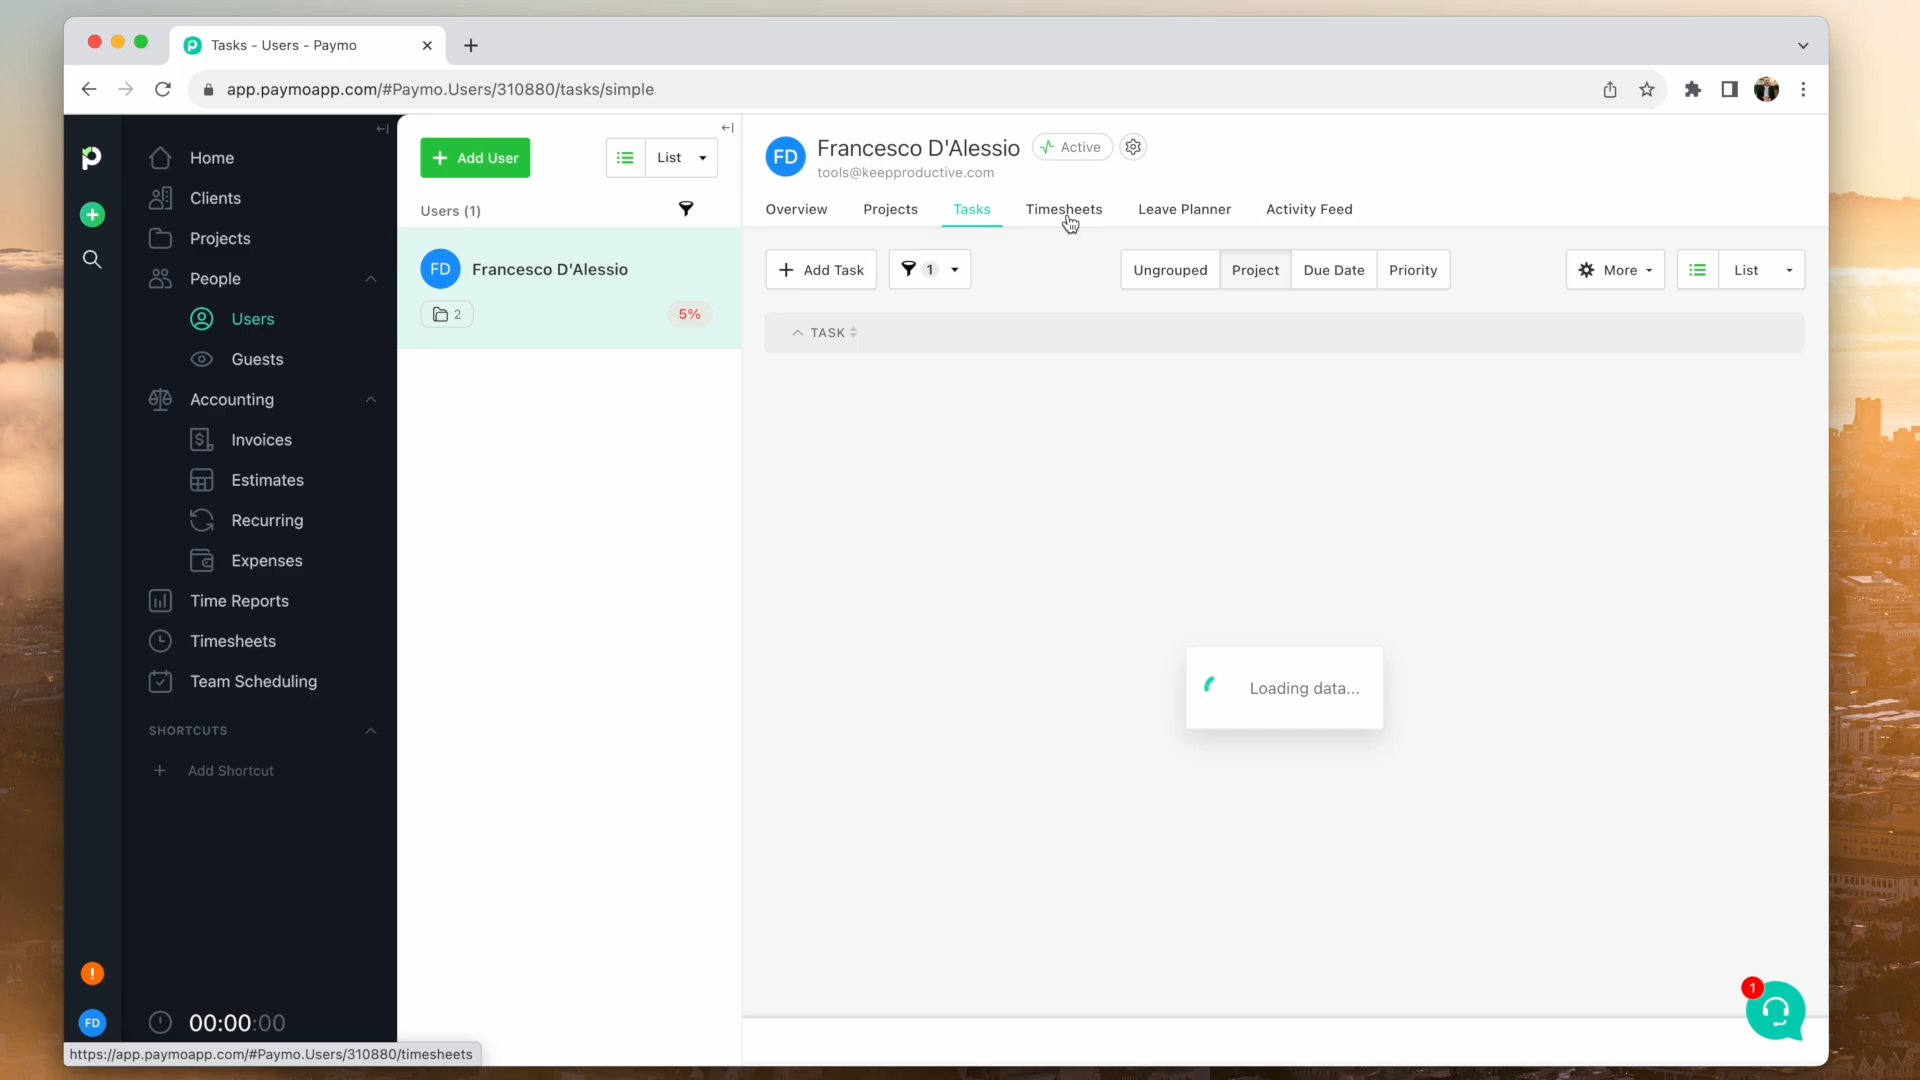 Tasks - Users - Paymo
app.paymoapp.com/#Paymo.Users/310880/tasks/simple
Home
Clients
Projects
People
Users
Guests
Accounting
Invoices
Estimates
Recurring
Expenses
Time Reports
Timesheets
Team Scheduling
SHORTCUTS
+ Add Shortcut
!
FD
00:00:00
https://app.paymoapp.com/#Paymo.Users/310880/timesheets
+ Add User
List
Users (1)
FD Francesco D'Alessio
2
5%
FD
Francesco D'Alessio
Active
tools@keepproductive.com
Overview Projects Tasks Timesheets Leave Planner Activity Feed
+ Add Task
1
Ungrouped Project Due Date Priority
More
List
TASK
Loading data...
1